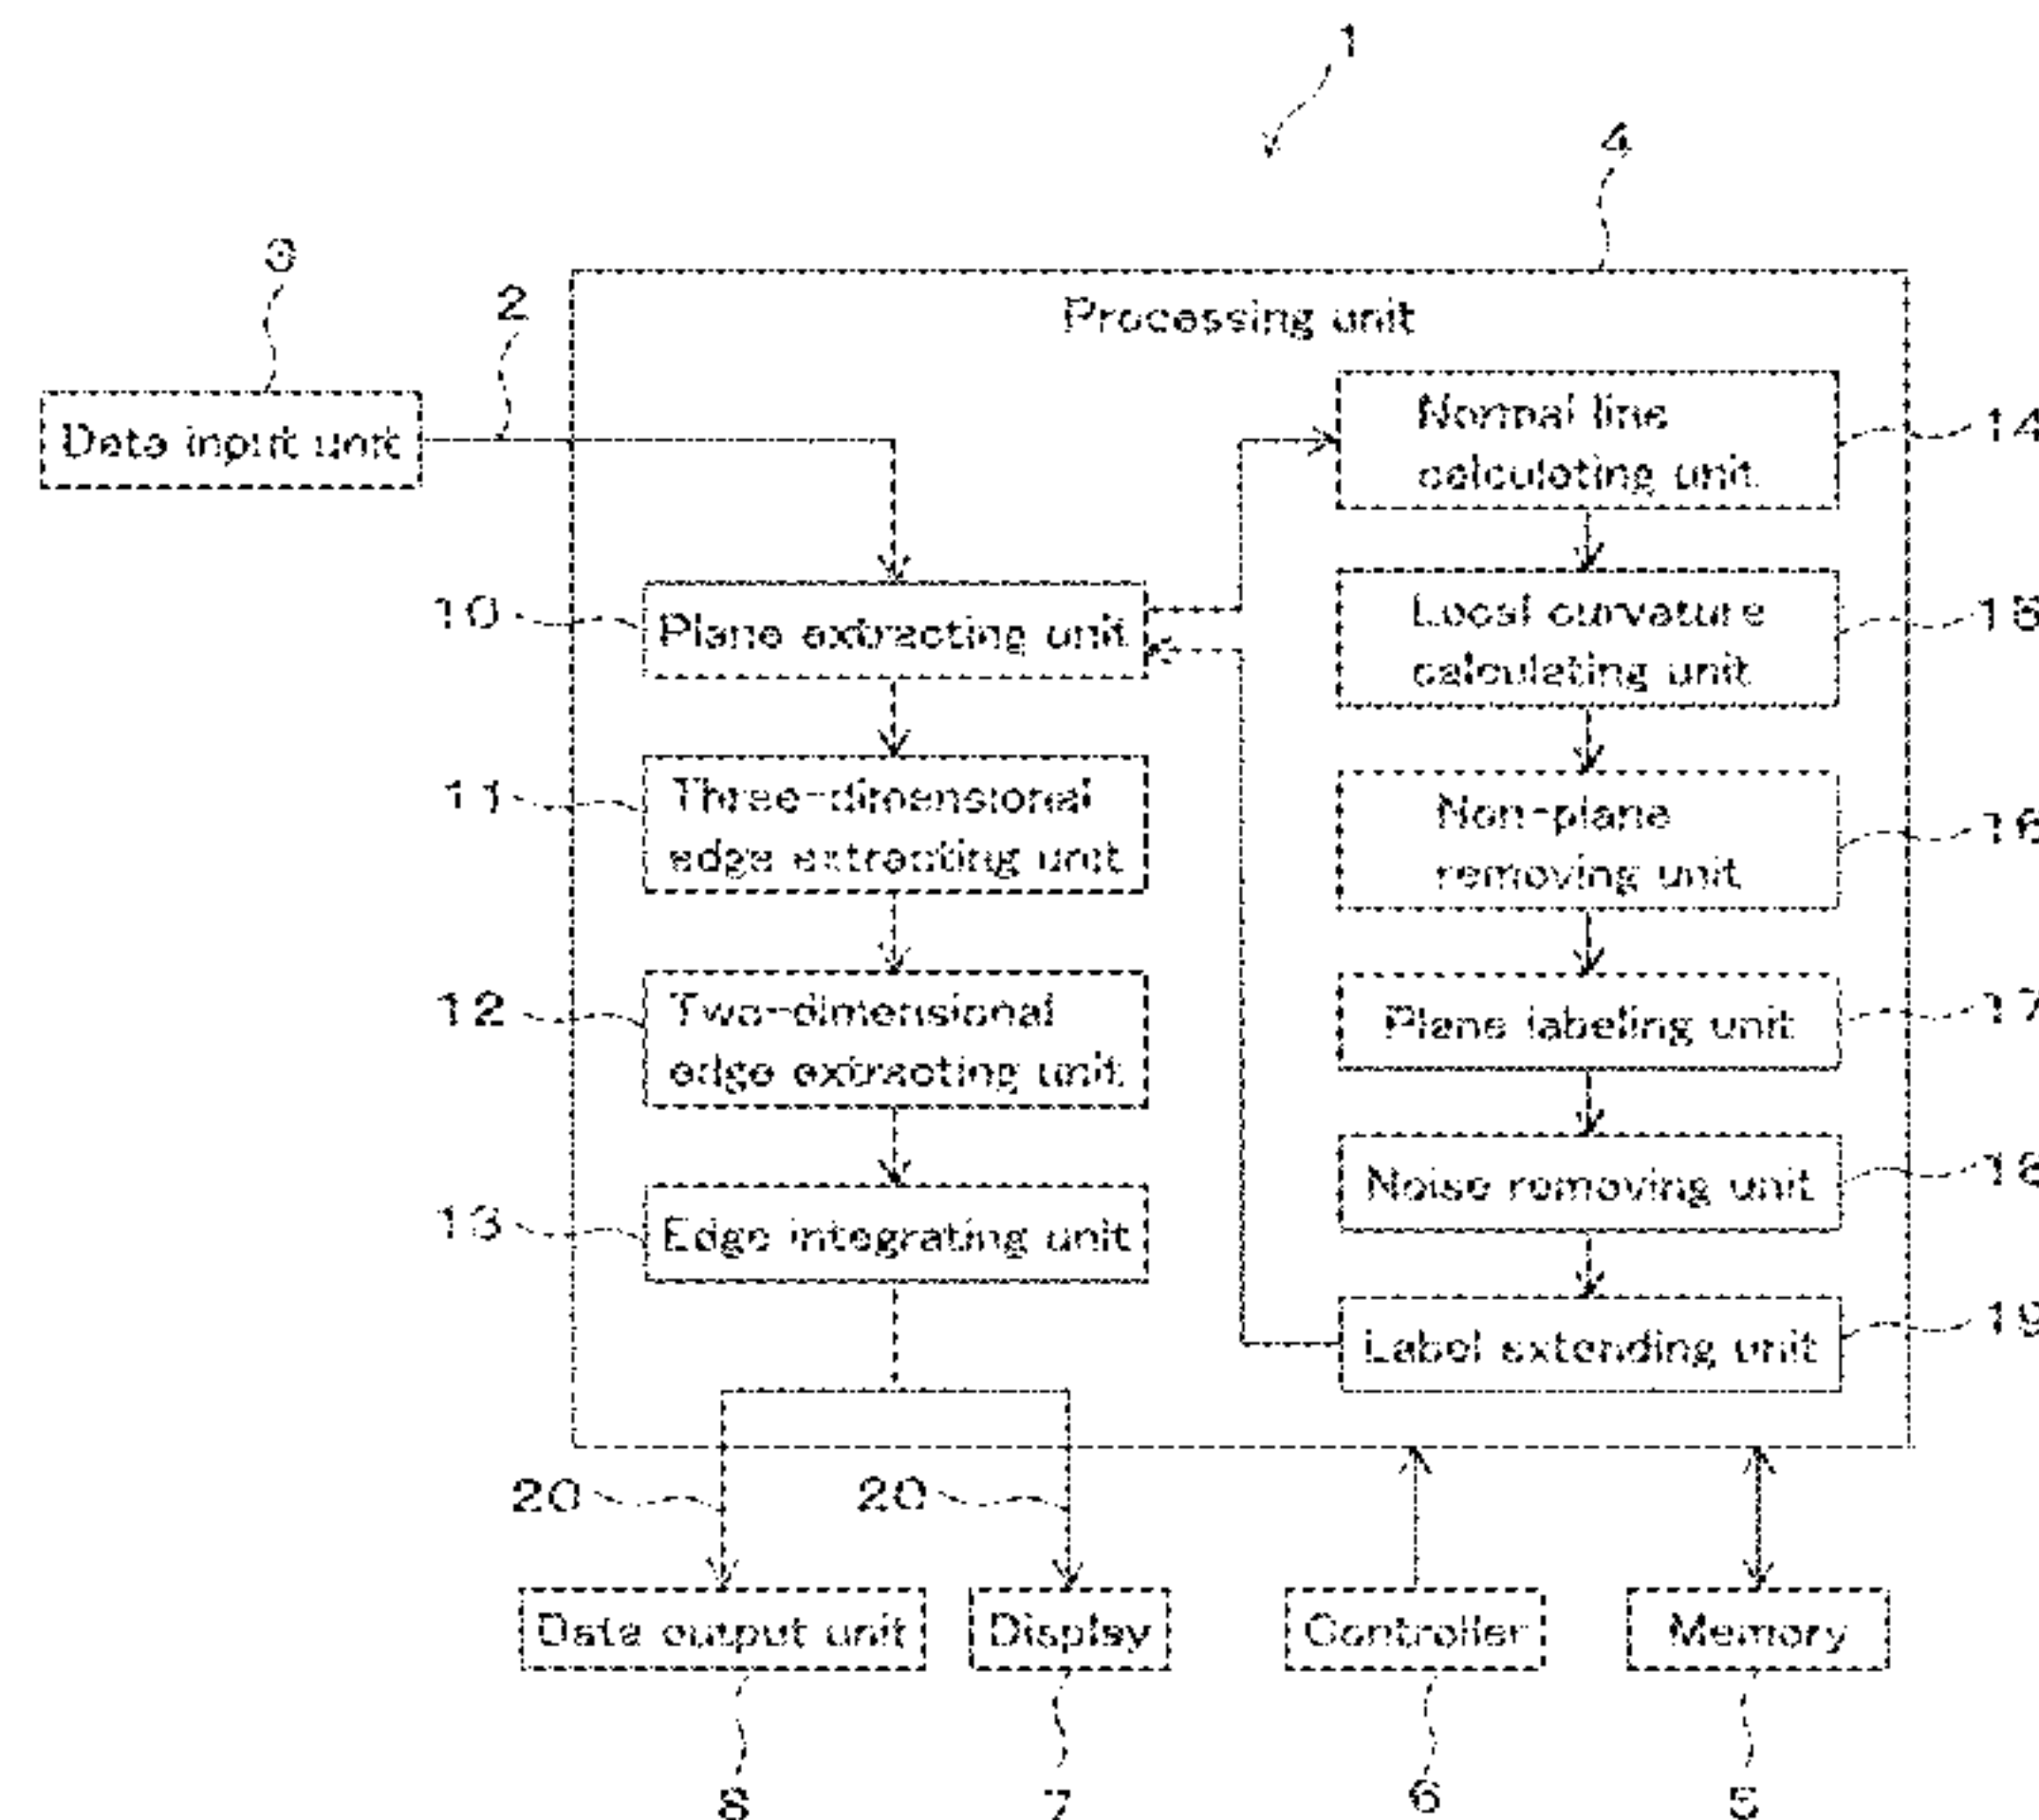 1
4
3
2
Processing unit
Data input unit
Normal line
calculating unit
14
10
Plane extracting unit
Local curvature
calculating unit
15
11
Three-dimensional
edge extracting unit
Non-plane
removing unit
16
12
Two-dimensional
edge extracting unit
Plane labeling unit
17
13
Edge integrating unit
Noise removing unit
18
Label extending unit
19
20
20
Data output unit
Display
Controller
Memory
8
7
6
5